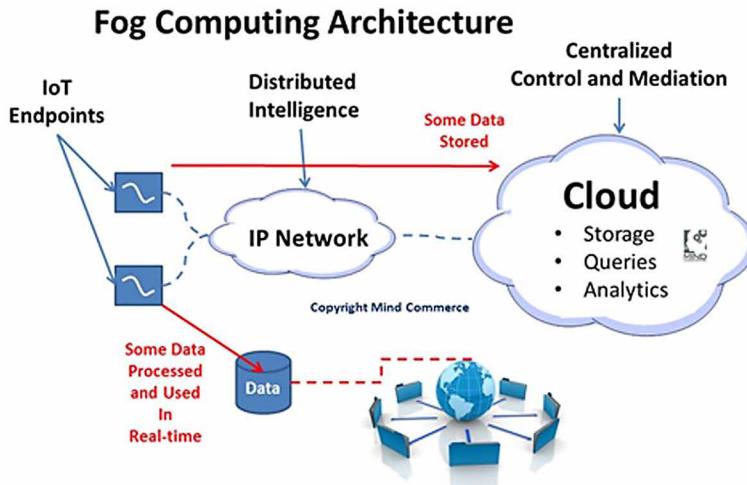 Fog Computing Architecture
Centralized
Control and Mediation
IoT
Endpoints
Distributed
Intelligence
Some Data
Stored
Cloud
• Storage
• Queries
• Analytics
MIND
IP Network
Copyright Mind Commerce
Some Data
Processed
and Used
In
Real-time
Data